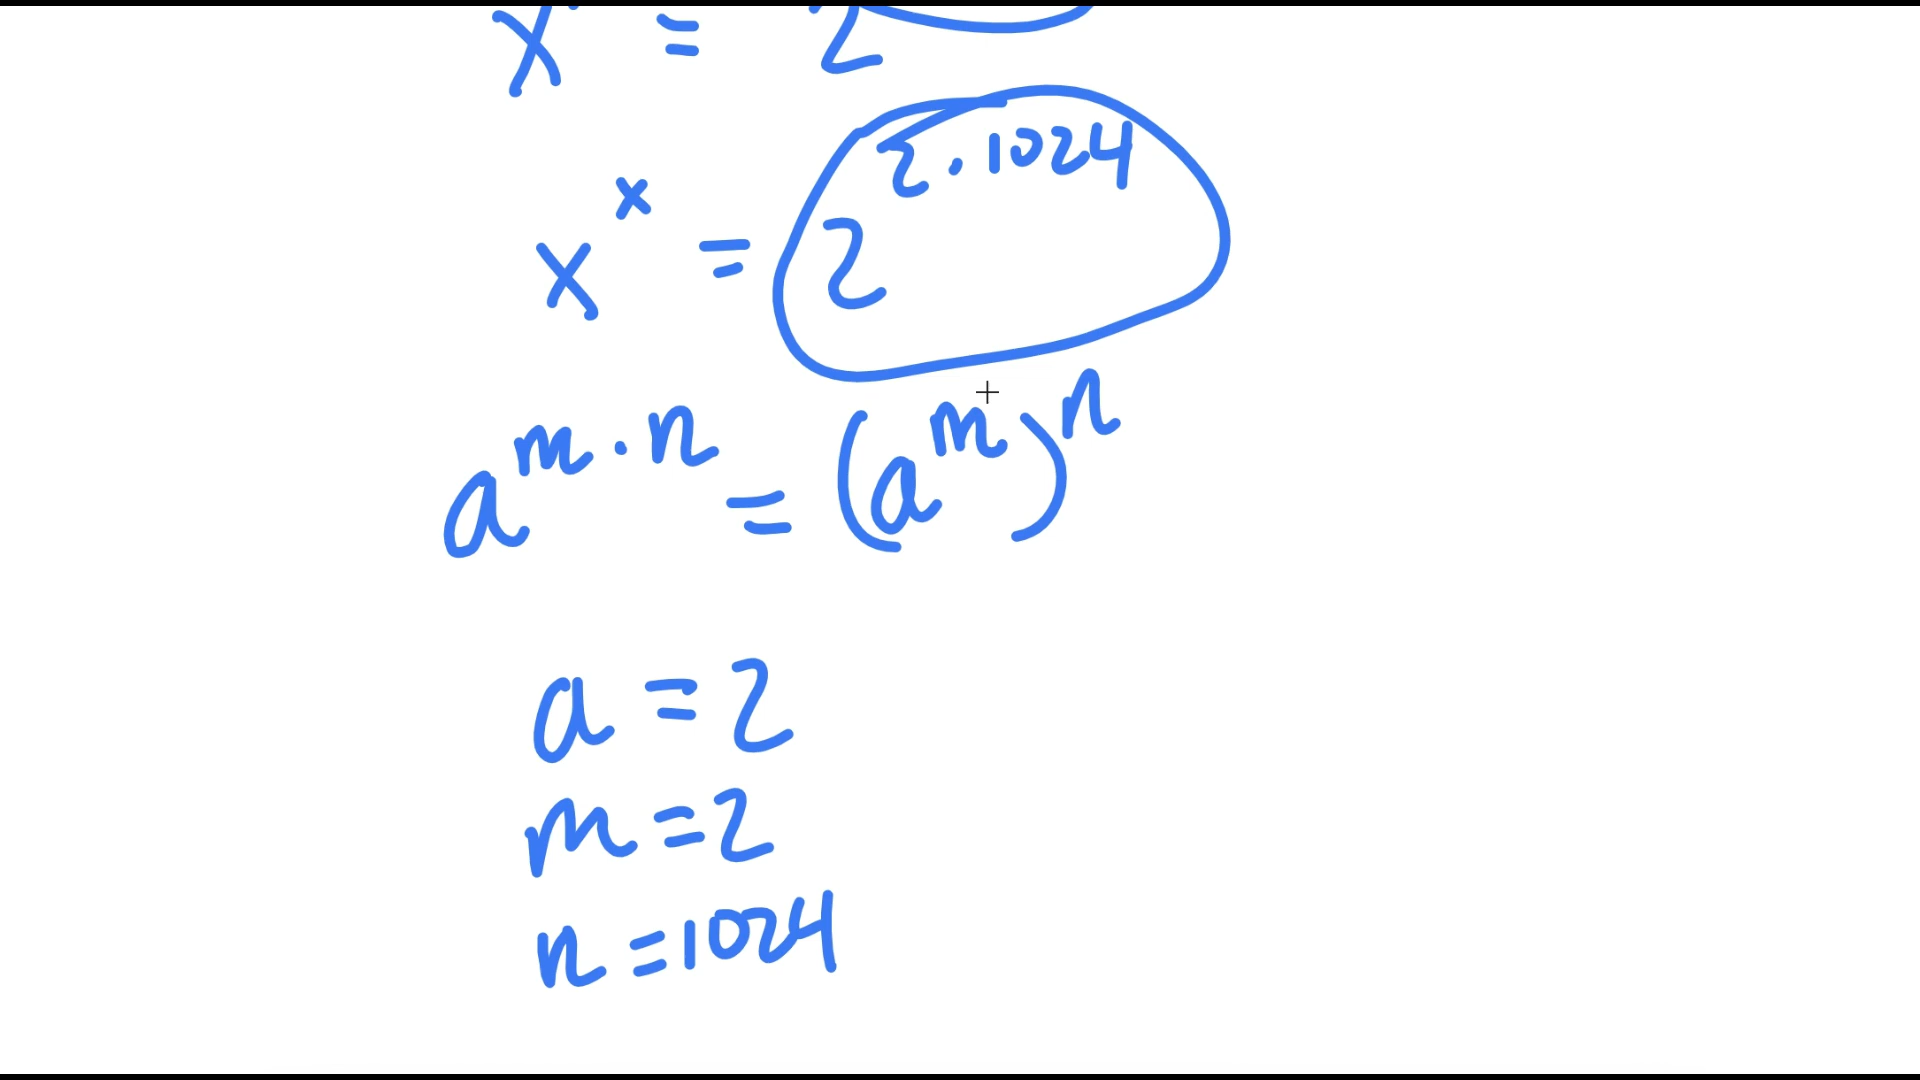 x = 2
x^x = 2^{2·1024}
a^{m·n} = (a^m)^n
a = 2
m = 2
n = 1024